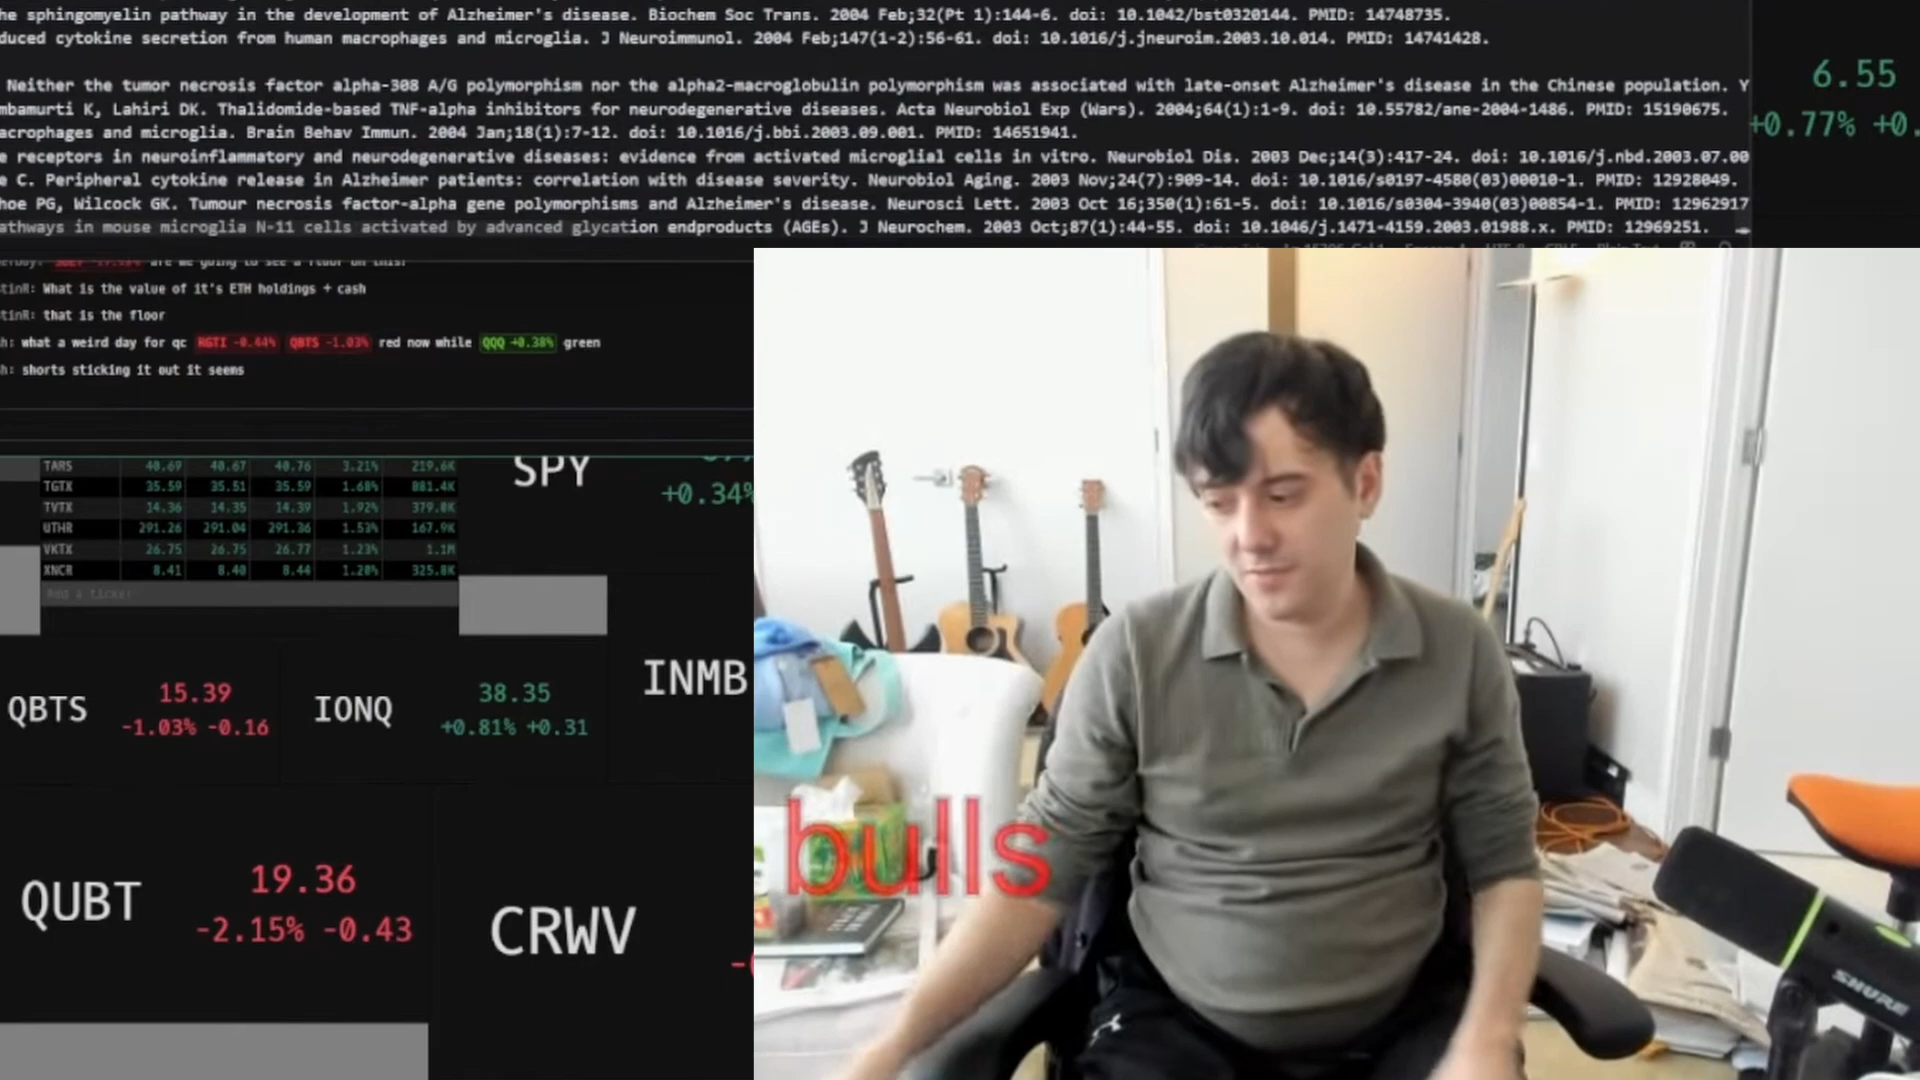 he sphingomyelin pathway in the development of Alzheimer's disease. Biochem Soc Trans. 2004 Feb;32(Pt 1):144-6. doi: 10.1042/bst0320144. PMID: 14748735.
duced cytokine secretion from human macrophages and microglia. J Neuroimmunol. 2004 Feb;147(1-2):56-61. doi: 10.1016/j.jneuroim.2003.10.014. PMID: 14741428.
Neither the tumor necrosis factor alpha-308 A/G polymorphism nor the alpha2-macroglobulin polymorphism was associated with late-onset Alzheimer's disease in the Chinese population. Y
mbamurti K, Lahiri DK. Thalidomide-based TNF-alpha inhibitors for neurodegenerative diseases. Acta Neurobiol Exp (Wars). 2004;64(1):1-9. doi: 10.55782/ane-2004-1486. PMID: 15190675.
acrophages and microglia. Brain Behav Immun. 2004 Jan;18(1):7-12. doi: 10.1016/j.bbi.2003.09.001. PMID: 14651941.
e receptors in neuroinflammatory and neurodegenerative diseases: evidence from activated microglial cells in vitro. Neurobiol Dis. 2003 Dec;14(3):417-24. doi: 10.1016/j.nbd.2003.07.00
e C. Peripheral cytokine release in Alzheimer patients: correlation with disease severity. Neurobiol Aging. 2003 Nov;24(7):909-14. doi: 10.1016/s0197-4580(03)00010-1. PMID: 12928049.
hoe PG, Wilcock GK. Tumour necrosis factor-alpha gene polymorphisms and Alzheimer's disease. Neurosci Lett. 2003 Oct 16;350(1):61-5. doi: 10.1016/s0304-3940(03)00854-1. PMID: 12962917
athways in mouse microglia N-11 cells activated by advanced glycation endproducts (AGEs). J Neurochem. 2003 Oct;87(1):44-55. doi: 10.1046/j.1471-4159.2003.01988.x. PMID: 12969251.
6.55
+0.77% +0.
are we going to see a floor on this?
tinR: What is the value of it's ETH holdings + cash
tinR: that is the floor
h: what a weird day for qc RGTI -0.44% QBTS -1.03% red now while QQQ +0.38% green
h: shorts sticking it out it seems
TARS 40.69 40.67 40.76 3.21% 219.6K
TGTX 35.59 35.51 35.59 1.68% 881.4K
TVTX 14.36 14.35 14.39 1.92% 379.0K
UTHR 291.26 291.04 291.36 1.53% 167.9K
VKTX 26.75 26.75 26.77 1.23% 1.1M
XNCR 8.41 8.40 8.44 1.20% 325.8K
Add a ticker
SPY
+0.34%
QBTS 15.39
-1.03% -0.16
IONQ 38.35
+0.81% +0.31
INMB
QUBT 19.36
-2.15% -0.43
CRWV
bulls
SHURE